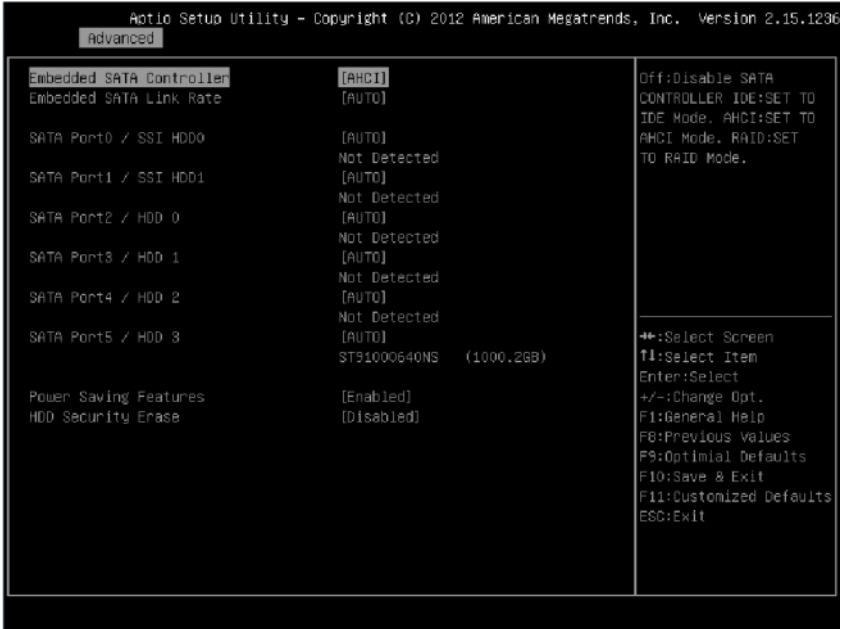 Aptio Setup Utility - Copyright (C) 2012 American Megatrends, Inc. Version 2.15.1236
Advanced
Embedded SATA Controller [AHCI]
Embedded SATA Link Rate [AUTO]
SATA Port0 / SSI HDD0 [AUTO]
Not Detected
SATA Port1 / SSI HDD1 [AUTO]
Not Detected
SATA Port2 / HDD 0 [AUTO]
Not Detected
SATA Port3 / HDD 1 [AUTO]
Not Detected
SATA Port4 / HDD 2 [AUTO]
Not Detected
SATA Port5 / HDD 3 [AUTO]
ST91000640NS (1000.2GB)
Power Saving Features [Enabled]
HDD Security Erase [Disabled]
Off:Disable SATA
CONTROLLER IDE:SET TO
IDE Mode. AHCI:SET TO
AHCI Mode. RAID:SET
TO RAID Mode.
→←:Select Screen
↑↓:Select Item
Enter:Select
+/-:Change Opt.
F1:General Help
F8:Previous Values
F9:Optimial Defaults
F10:Save & Exit
F11:Customized Defaults
ESC:Exit